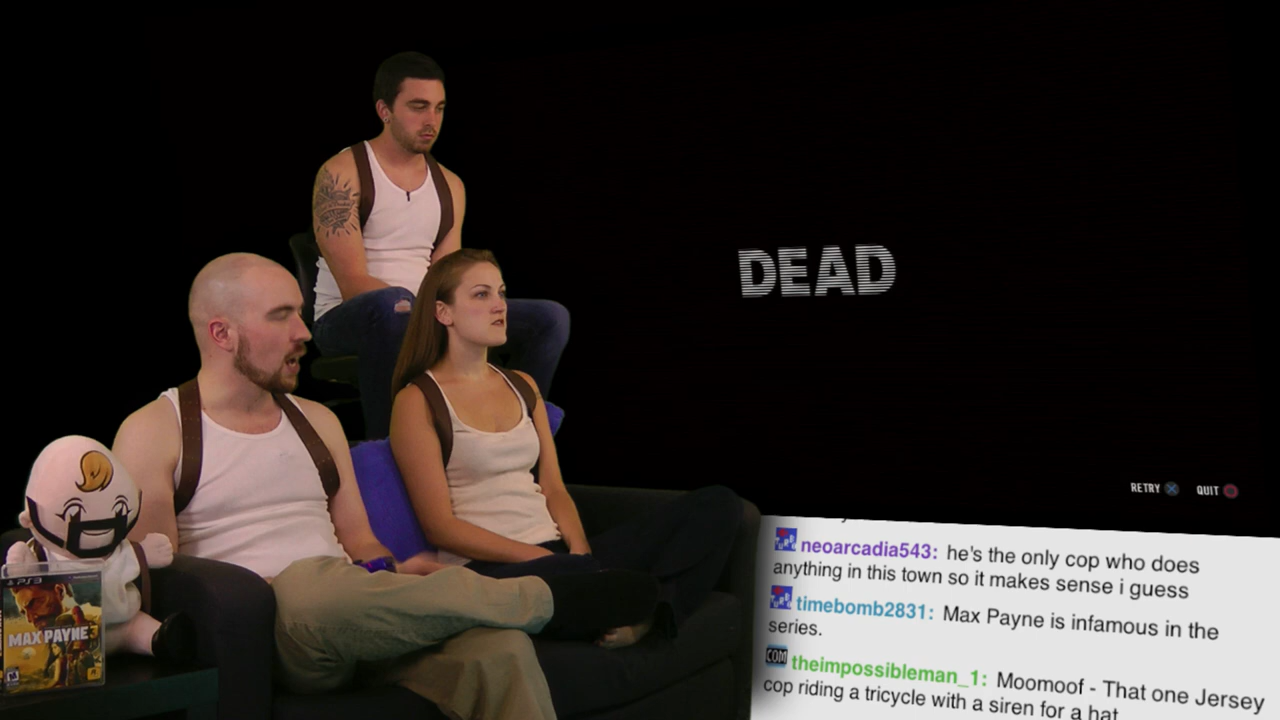 DEAD
RETRY
QUIT
neoarcadia543: he's the only cop who does
anything in this town so it makes sense i guess
timebomb2831: Max Payne is infamous in the
series.
COM theimpossibleman_1: Moomoof - That one Jersey
cop riding a tricycle with a siren for a hat
PS3
MAX PAYNE 3